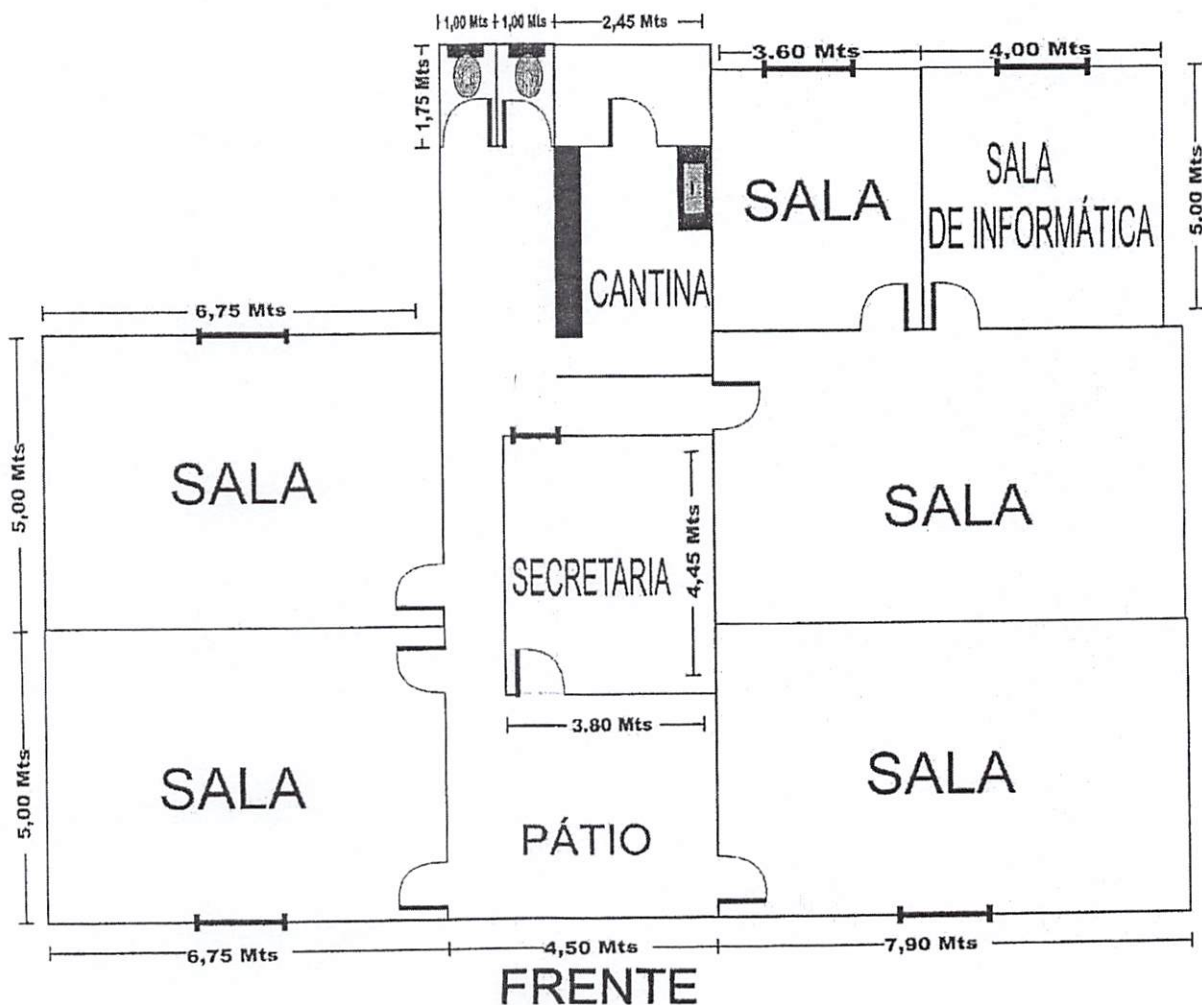 1,00 Mts
1,00 Mts
2,45 Mts
3.60 Mts
4,00 Mts
1,75 Mts
5,00 Mts
SALA
SALA
DE INFORMÁTICA
CANTINA
6,75 Mts
5,00 Mts
SALA
SALA
SECRETARIA
4,45 Mts
3.80 Mts
5,00 Mts
SALA
SALA
PÁTIO
6,75 Mts
4,50 Mts
7,90 Mts
FRENTE